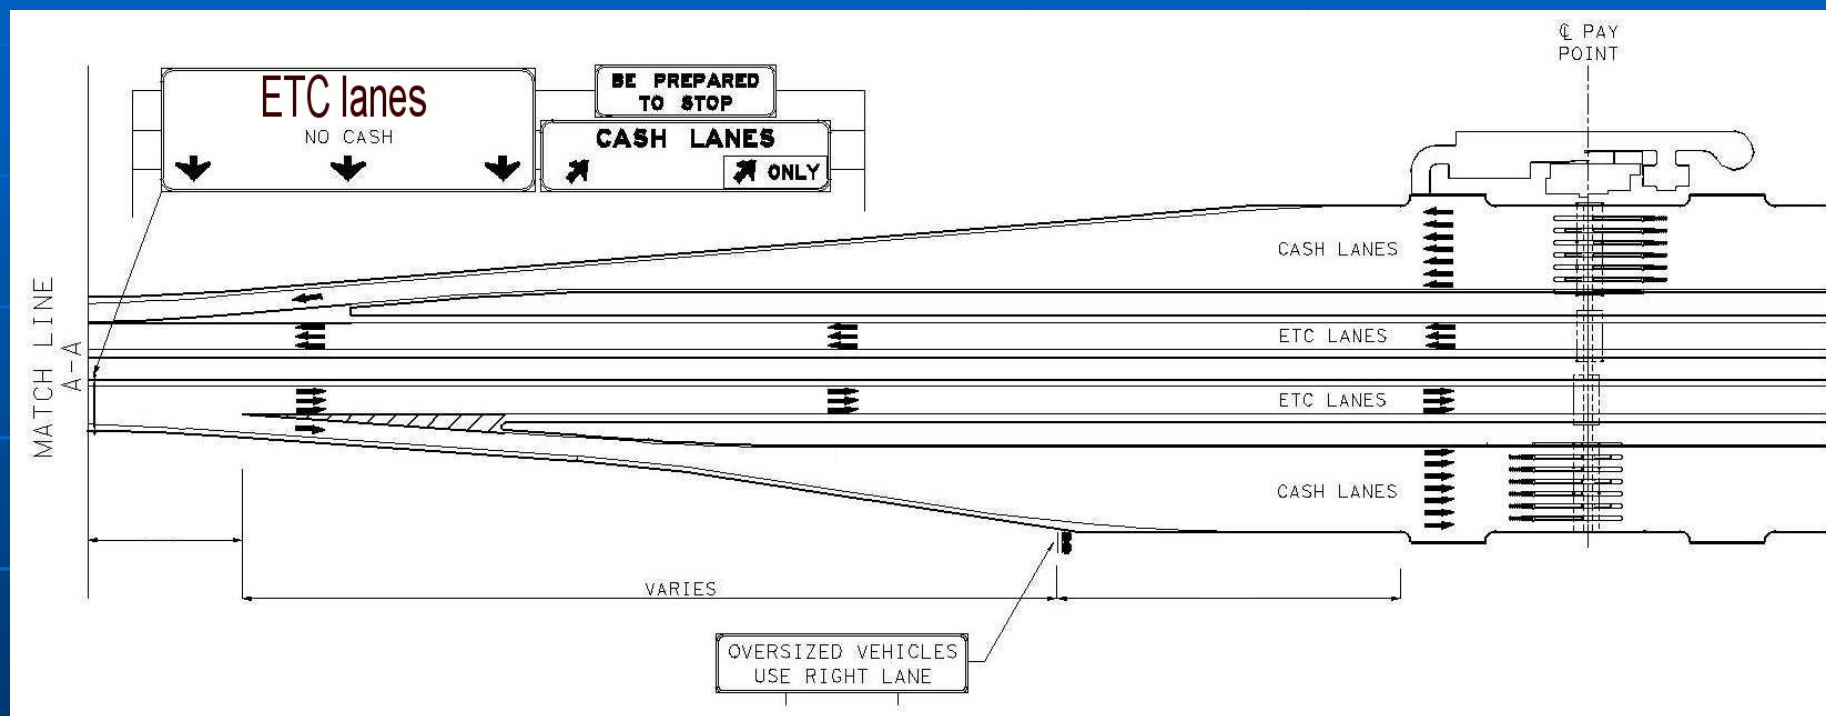 ℄ PAY
POINT
ETC lanes
NO CASH
BE PREPARED
TO STOP
CASH LANES
ONLY
MATCH LINE
A-A
CASH LANES
ETC LANES
ETC LANES
CASH LANES
VARIES
OVERSIZED VEHICLES
USE RIGHT LANE